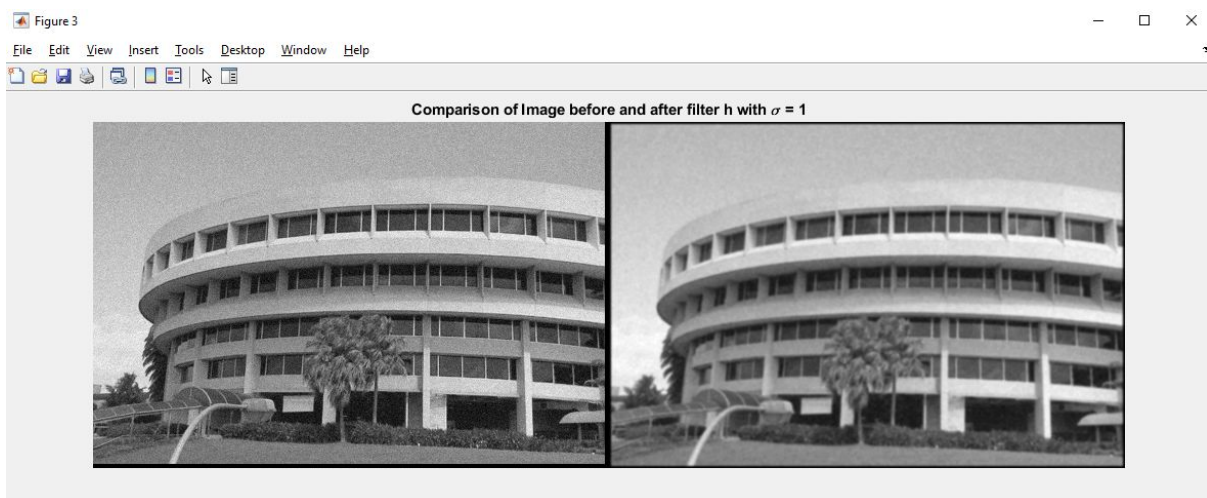 Figure 3
File Edit View Insert Tools Desktop Window Help
Comparison of Image before and after filter h with σ = 1